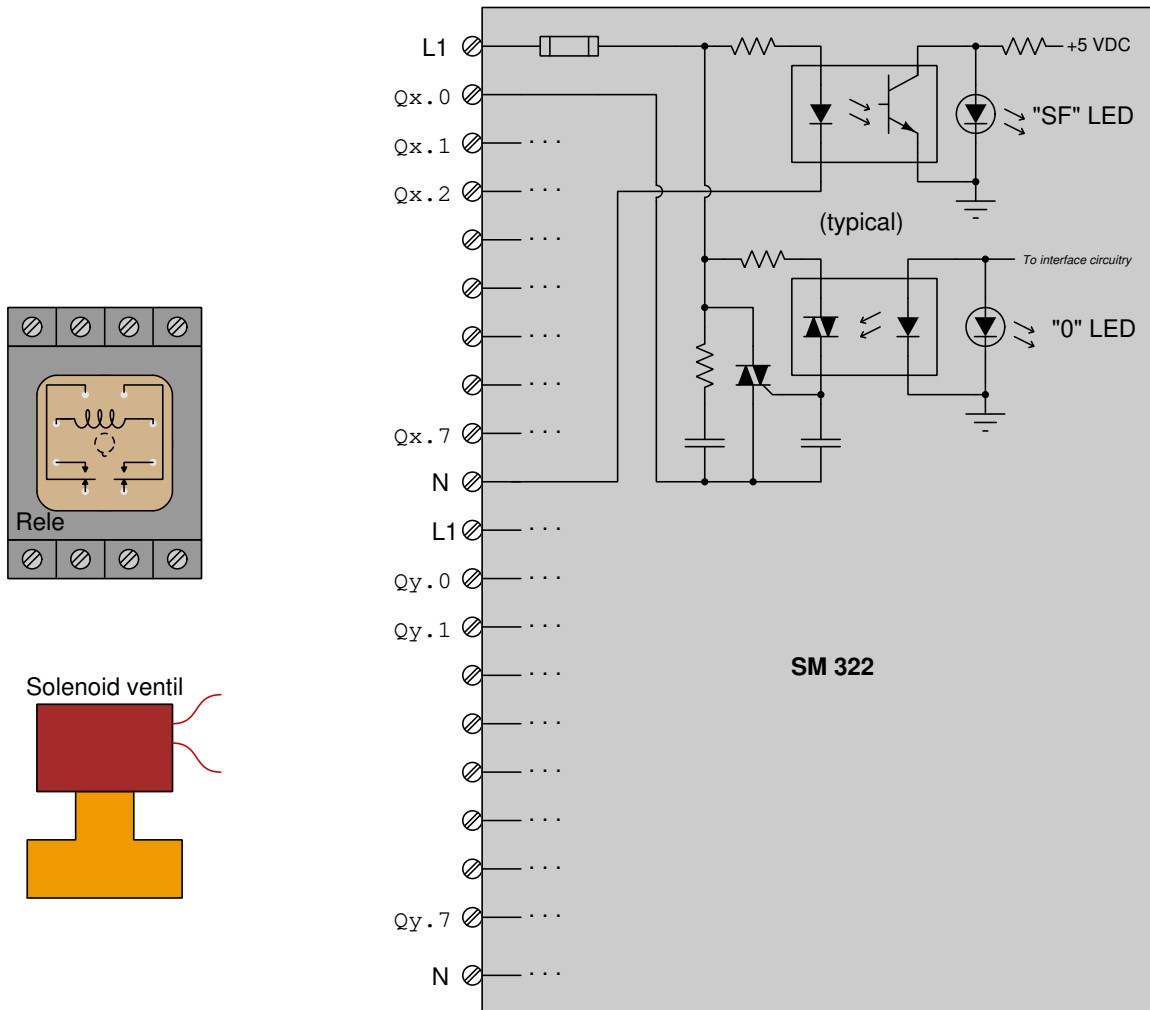 L1
Qx.0
Qx.1 ...
Qx.2 ...
...
...
...
...
Qx.7 ...
N
L1 ...
Qy.0 ...
Qy.1 ...
...
...
...
...
...
Qy.7 ...
N ...
+5 VDC
"SF" LED
(typical)
To interface circuitry
"0" LED
SM 322
Rele
Solenoid ventil